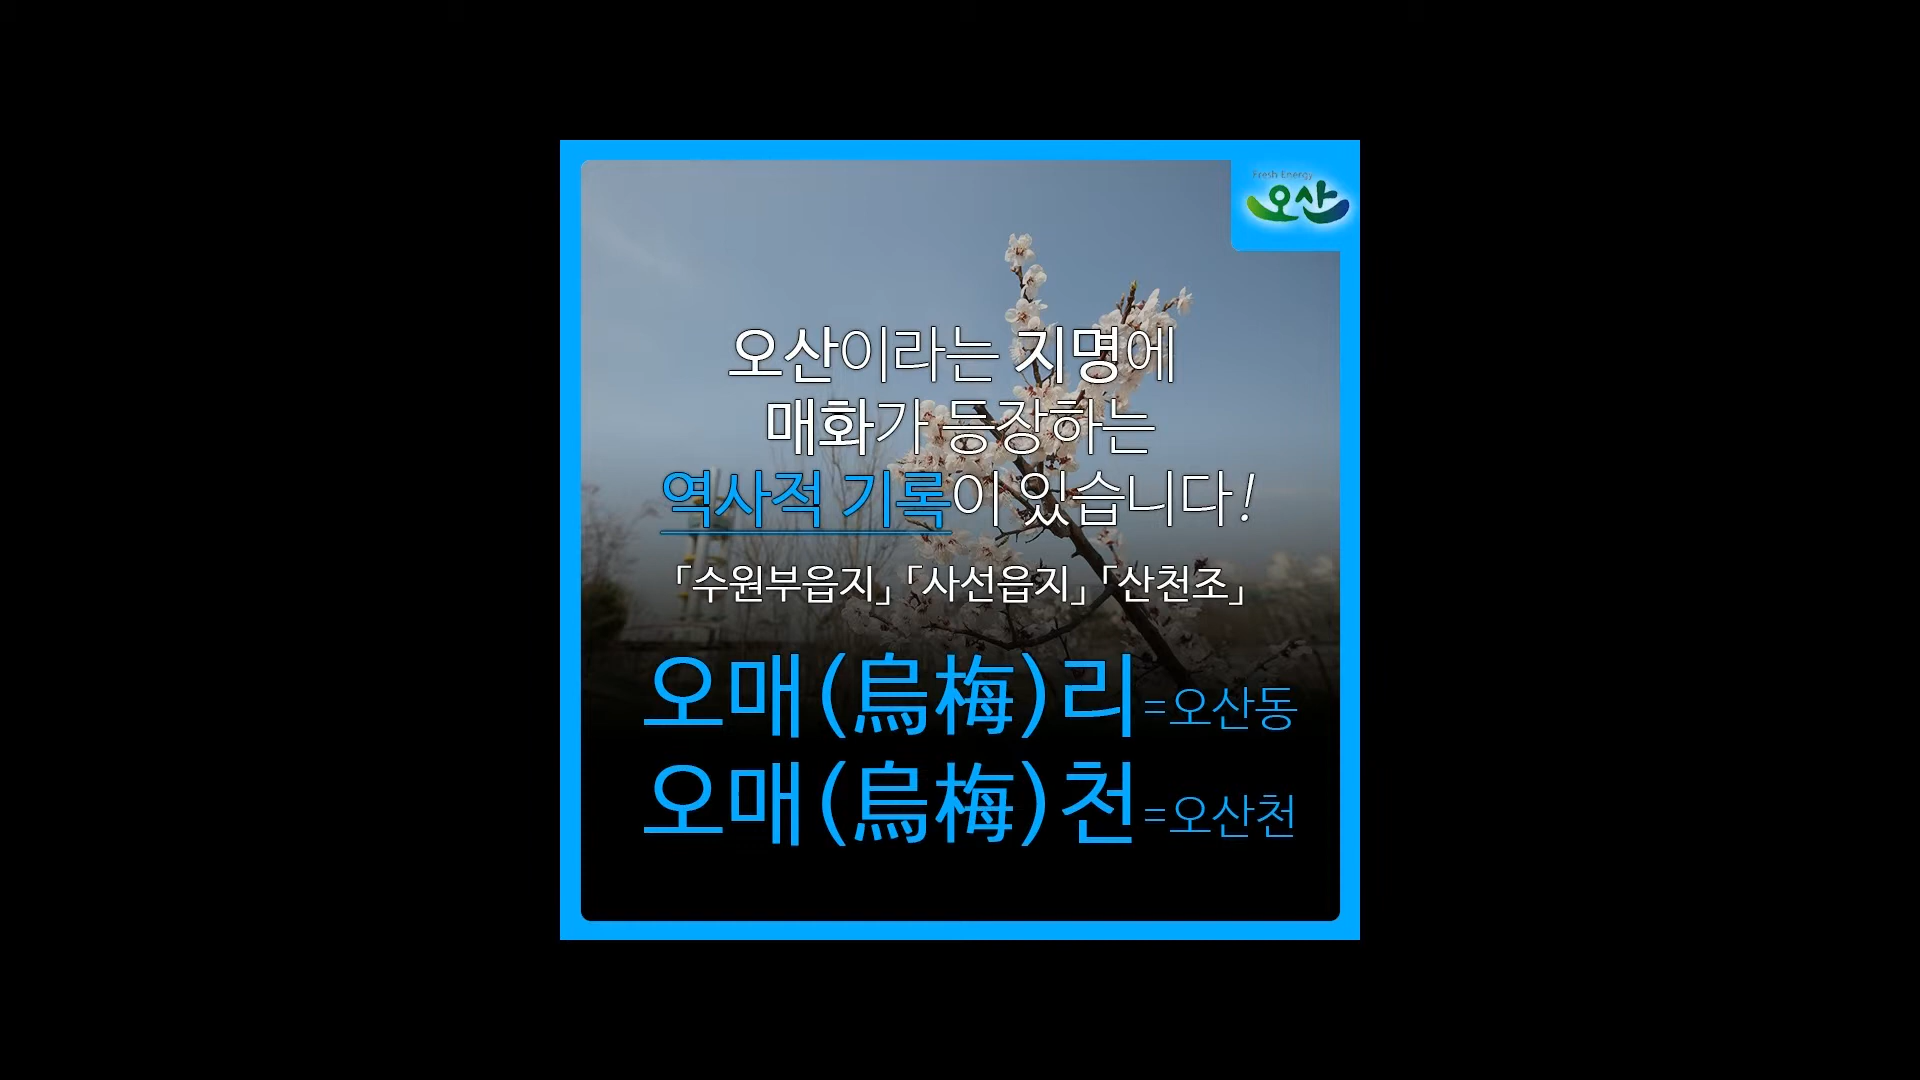 Fresh Energy
오산
오산이라는 지명에
매화가 등장하는
역사적 기록이 있습니다!
「수원부읍지」「사선읍지」「산천조」
오매(烏梅)리=오산동
오매(烏梅)천=오산천